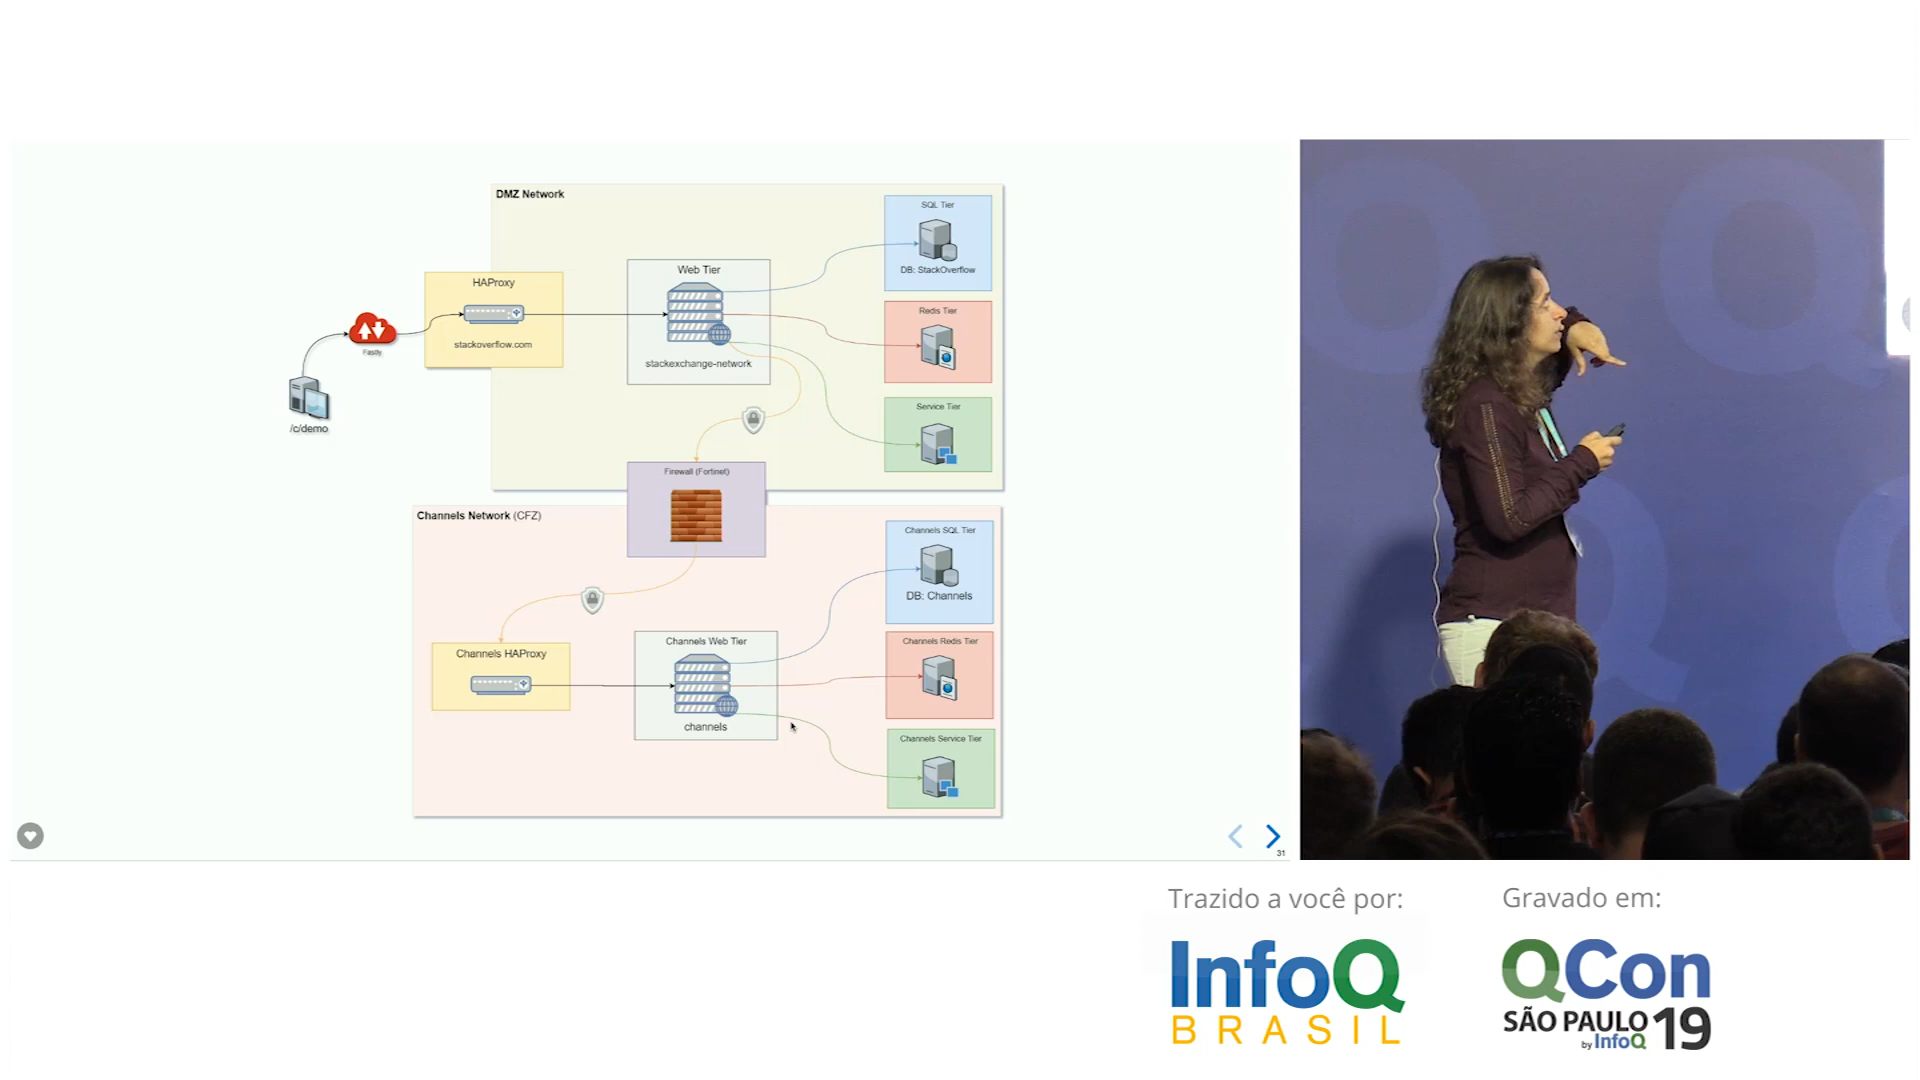 DMZ Network
SQL Tier
DB: StackOverflow
Web Tier
stackexchange-network
HAProxy
stackoverflow.com
Redis Tier
Fastly
/c/demo
Service Tier
Firewall (Fortinet)
Channels Network (CFZ)
Channels SQL Tier
DB: Channels
Channels HAProxy
Channels Web Tier
channels
Channels Redis Tier
Channels Service Tier
31
Trazido a você por:
InfoQ
BRASIL
Gravado em:
QCon
SÃO PAULO 19
by InfoQ